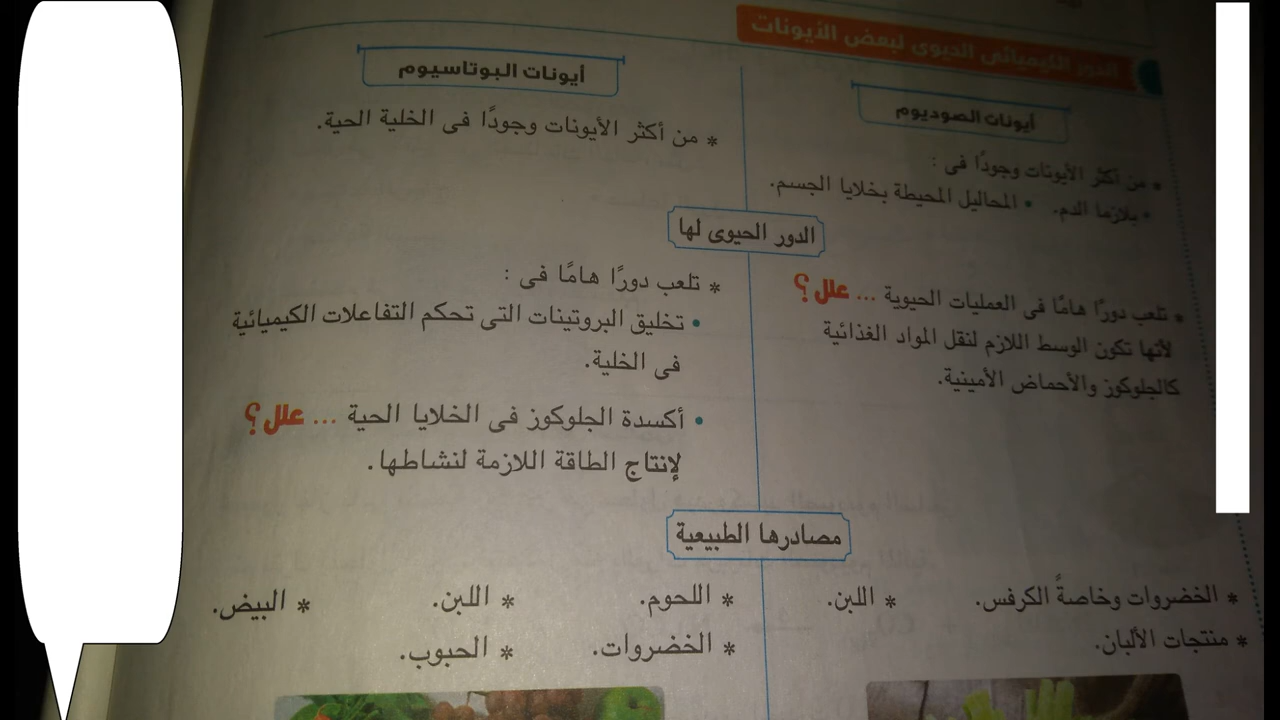 الدور الكيميائى الحيوى لبعض الأيونات
أيونات الصوديوم
* من أكثر الأيونات وجودًا فى :
• بلازما الدم. • المحاليل المحيطة بخلايا الجسم.
أيونات البوتاسيوم
* من أكثر الأيونات وجودًا فى الخلية الحية.
الدور الحيوى لها
* تلعب دورًا هامًا فى العمليات الحيوية ... علل ؟
لأنها تكون الوسط اللازم لنقل المواد الغذائية
كالجلوكوز والأحماض الأمينية.
* تلعب دورًا هامًا فى :
• تخليق البروتينات التى تحكم التفاعلات الكيميائية
فى الخلية.
• أكسدة الجلوكوز فى الخلايا الحية ... علل ؟
لإنتاج الطاقة اللازمة لنشاطها.
مصادرها الطبيعية
* الخضروات وخاصةً الكرفس. * اللبن.
* منتجات الألبان.
* اللحوم. * اللبن. * البيض.
* الخضروات. * الحبوب.